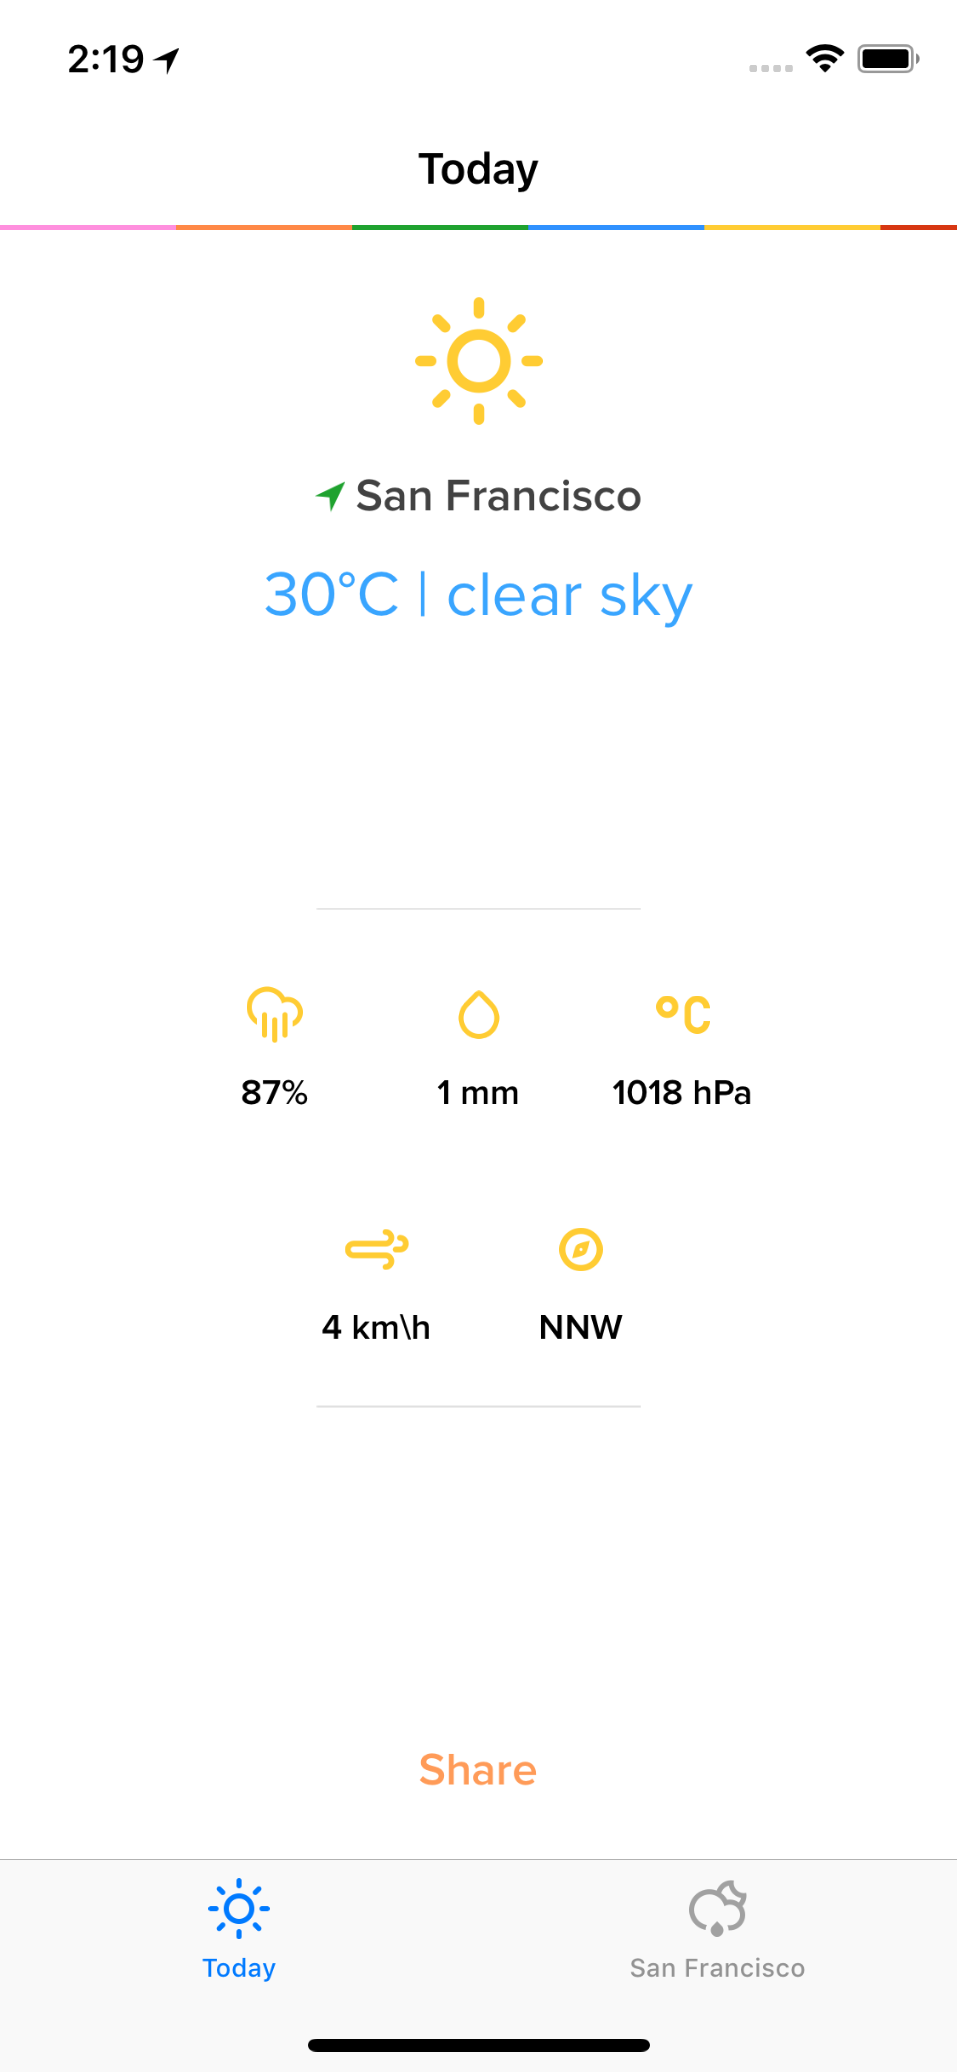 2:19
Today
San Francisco
30°C | clear sky
°C
87% 1 mm 1018 hPa
4 km\h NNW
Share
Today San Francisco